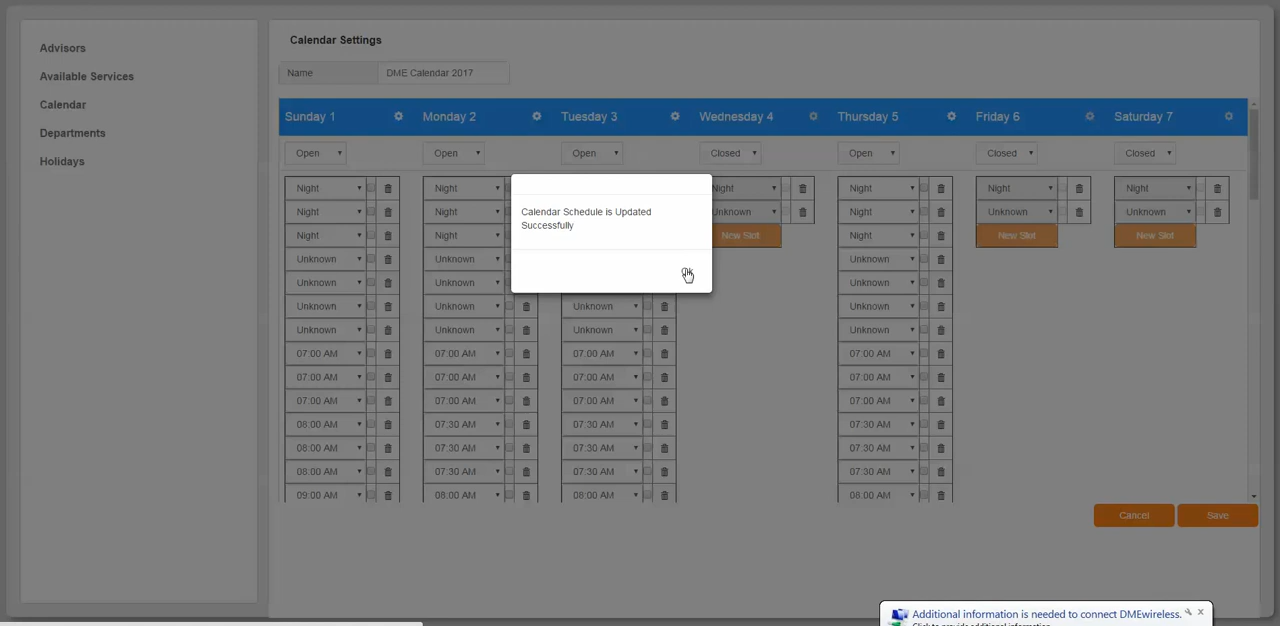 Advisors
Available Services
Calendar
Departments
Holidays
Calendar Settings
Name DME Calendar 2017
Sunday 1 Monday 2 Tuesday 3 Wednesday 4 Thursday 5 Friday 6 Saturday 7
Open Open Open Closed Open Closed Closed
Night Night Night Night Night Night
Night Night Unknown Night Unknown Unknown
Night Night New Slot Night New Slot New Slot
Unknown Unknown Unknown
Unknown Unknown Unknown
Unknown Unknown Unknown Unknown
Unknown Unknown Unknown Unknown
07:00 AM 07:00 AM 07:00 AM 07:00 AM
07:00 AM 07:00 AM 07:00 AM 07:00 AM
07:00 AM 07:00 AM 07:00 AM 07:00 AM
08:00 AM 07:30 AM 07:30 AM 07:30 AM
08:00 AM 07:30 AM 07:30 AM 07:30 AM
08:00 AM 07:30 AM 07:30 AM 07:30 AM
09:00 AM 08:00 AM 08:00 AM 08:00 AM
Calendar Schedule is Updated
Successfully
Cancel Save
Additional information is needed to connect DMEwireless.
Click to provide additional information